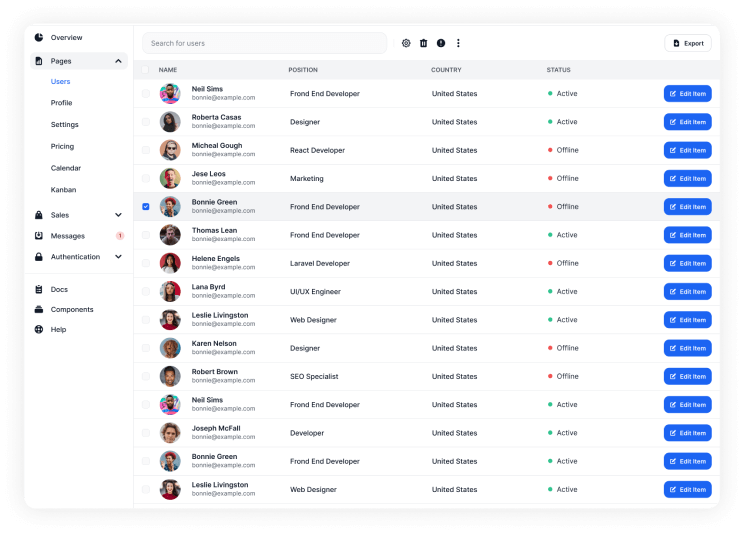 Overview
Pages
Users
Profile
Settings
Pricing
Calendar
Kanban
Sales
Messages 1
Authentication
Docs
Components
Help
Search for users
Export
NAME POSITION COUNTRY STATUS
Neil Sims
bonnie@example.com
Frond End Developer United States Active Edit Item
Roberta Casas
bonnie@example.com
Designer United States Active Edit Item
Micheal Gough
bonnie@example.com
React Developer United States Offline Edit Item
Jese Leos
bonnie@example.com
Marketing United States Offline Edit Item
Bonnie Green
bonnie@example.com
Frond End Developer United States Offline Edit Item
Thomas Lean
bonnie@example.com
Frond End Developer United States Active Edit Item
Helene Engels
bonnie@example.com
Laravel Developer United States Offline Edit Item
Lana Byrd
bonnie@example.com
UI/UX Engineer United States Active Edit Item
Leslie Livingston
bonnie@example.com
Web Designer United States Active Edit Item
Karen Nelson
bonnie@example.com
Designer United States Offline Edit Item
Robert Brown
bonnie@example.com
SEO Specialist United States Offline Edit Item
Neil Sims
bonnie@example.com
Frond End Developer United States Active Edit Item
Joseph McFall
bonnie@example.com
Developer United States Active Edit Item
Bonnie Green
bonnie@example.com
Frond End Developer United States Active Edit Item
Leslie Livingston
bonnie@example.com
Web Designer United States Active Edit Item